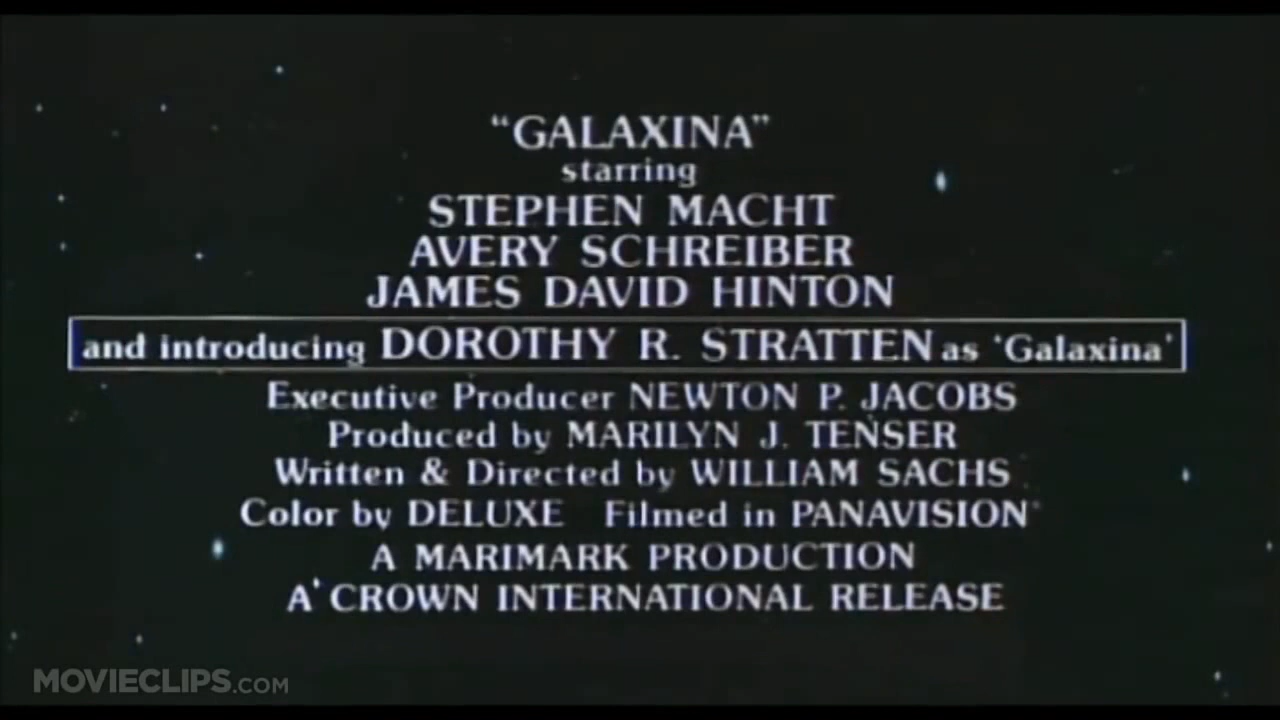 “GALAXINA”
starring
STEPHEN MACHT
AVERY SCHREIBER
JAMES DAVID HINTON
and introducing DOROTHY R. STRATTEN as ‘Galaxina’
Executive Producer NEWTON P. JACOBS
Produced by MARILYN J. TENSER
Written & Directed by WILLIAM SACHS
Color by DELUXE Filmed in PANAVISION
A MARIMARK PRODUCTION
A CROWN INTERNATIONAL RELEASE
MOVIECLIPS.COM